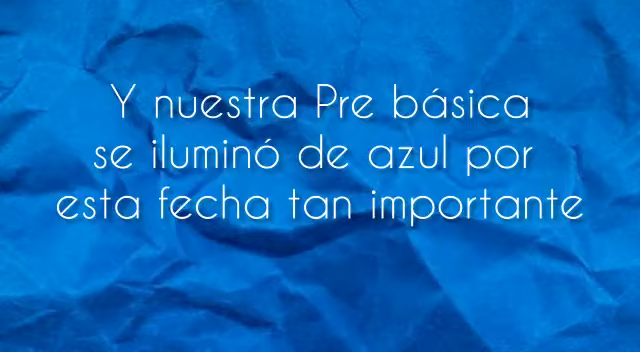 Y nuestra Pre básica
se iluminó de azul por
esta fecha tan importante